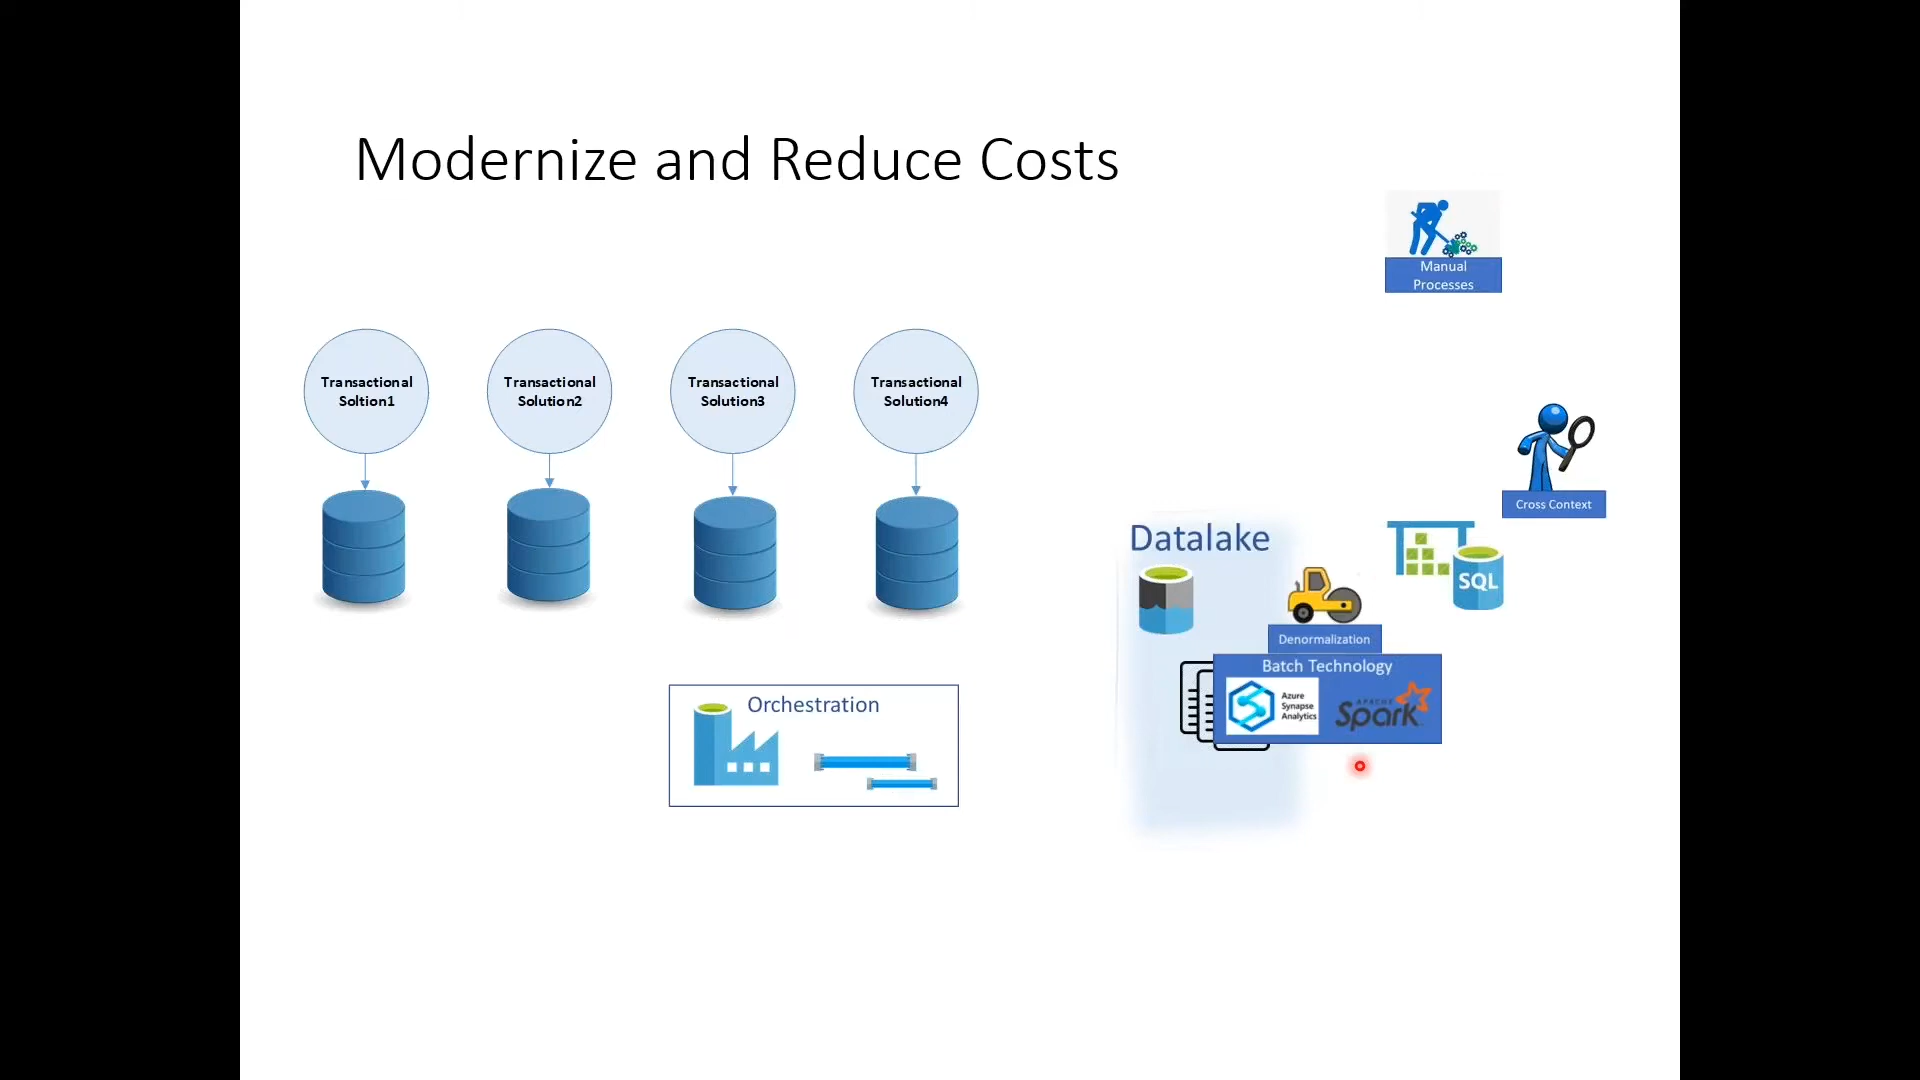 Modernize and Reduce Costs
Manual
Processes
Transactional
Soltion1
Transactional
Solution2
Transactional
Solution3
Transactional
Solution4
Cross Context
Datalake
SQL
Denormalization
Batch Technology
Azure
Synapse
Analytics
APACHE
Spark
Orchestration